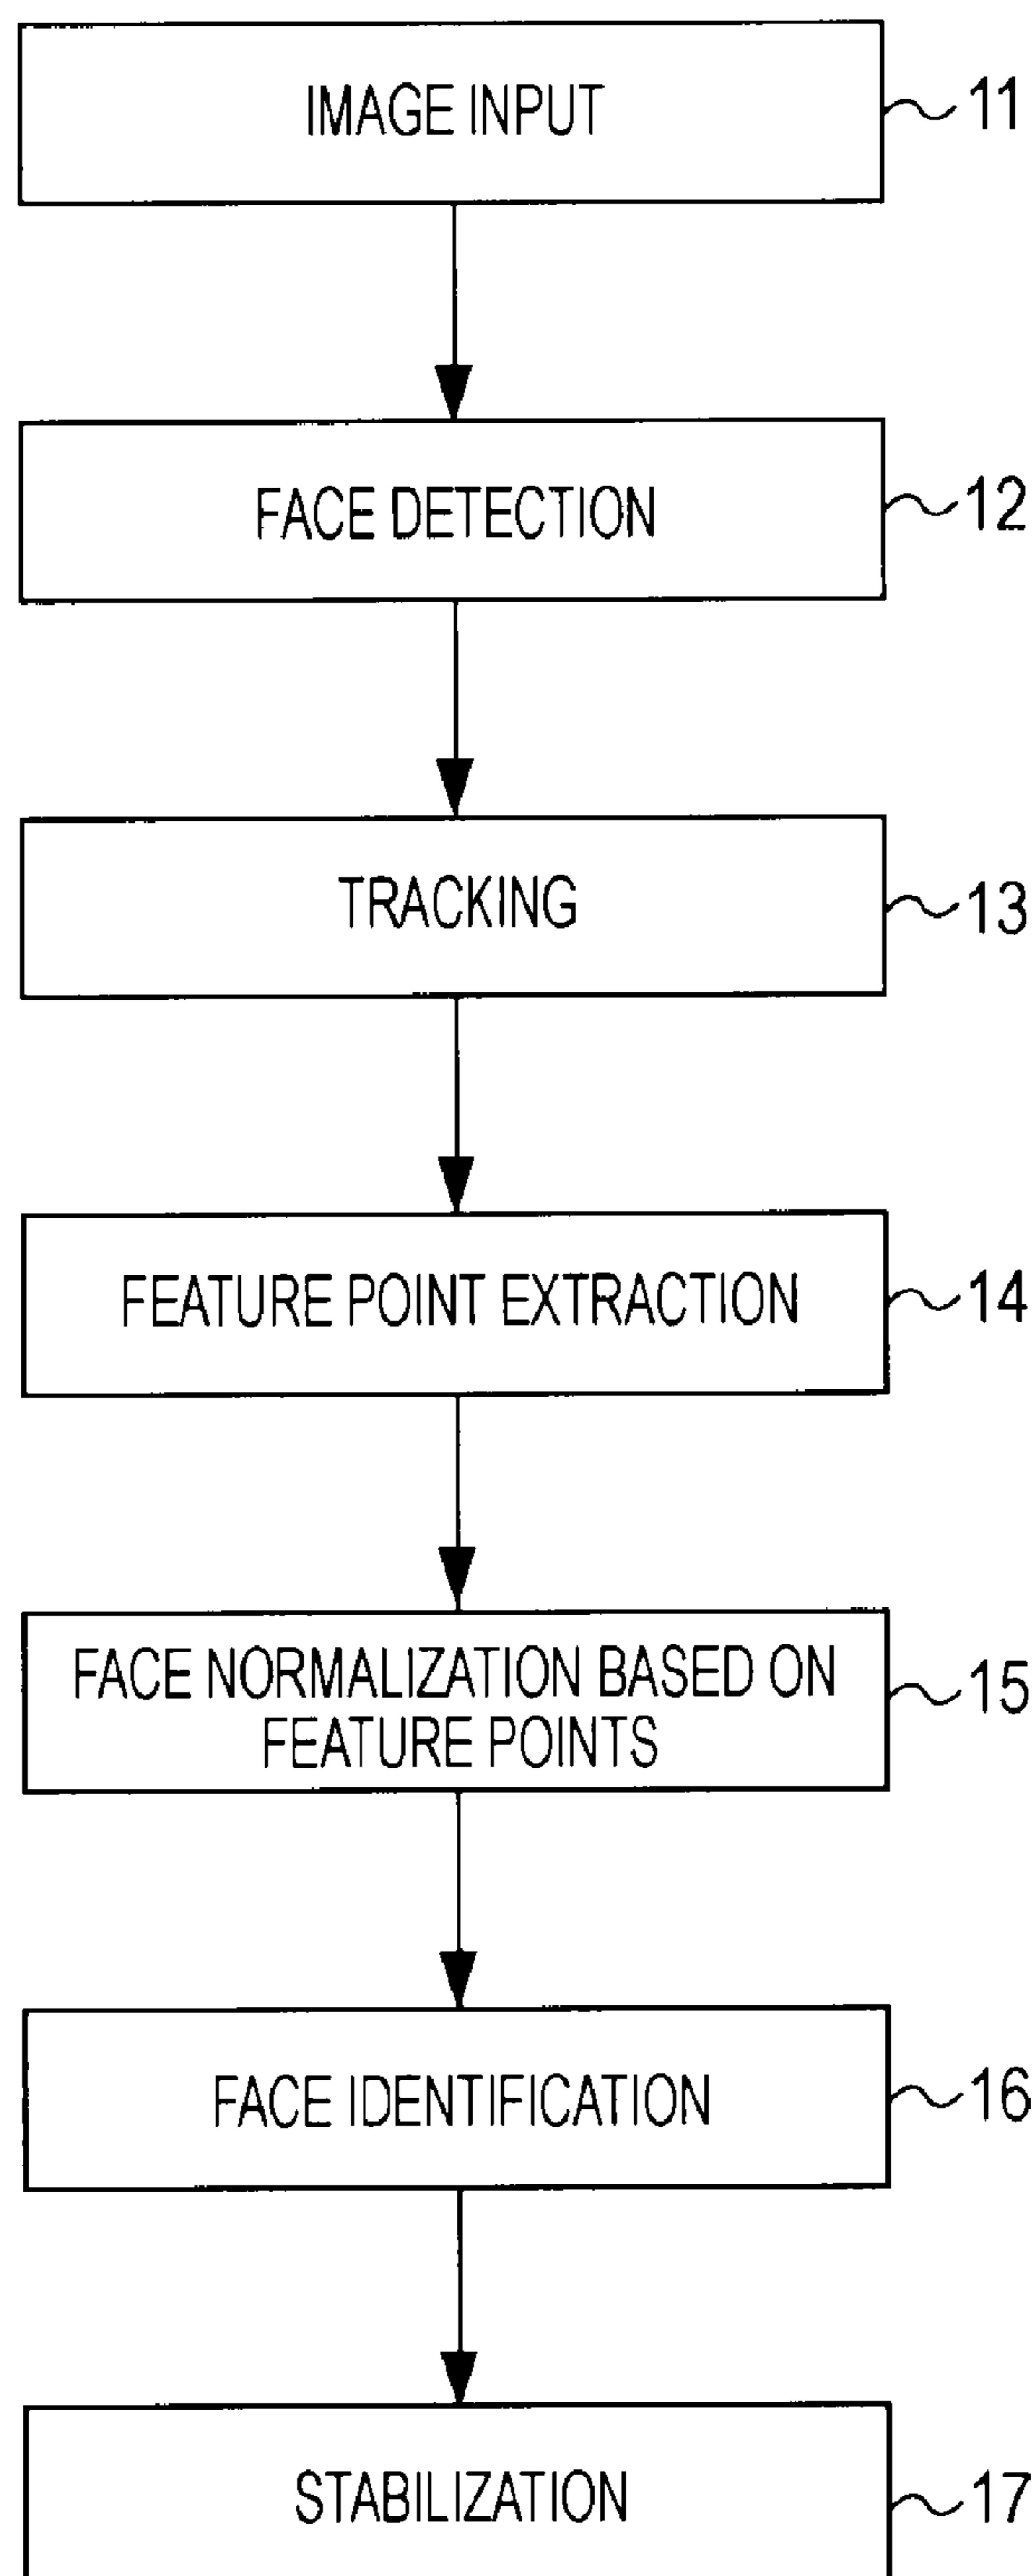 IMAGE INPUT
11
FACE DETECTION
12
TRACKING
13
FEATURE POINT EXTRACTION
14
FACE NORMALIZATION BASED ON
FEATURE POINTS
15
FACE IDENTIFICATION
16
STABILIZATION
17